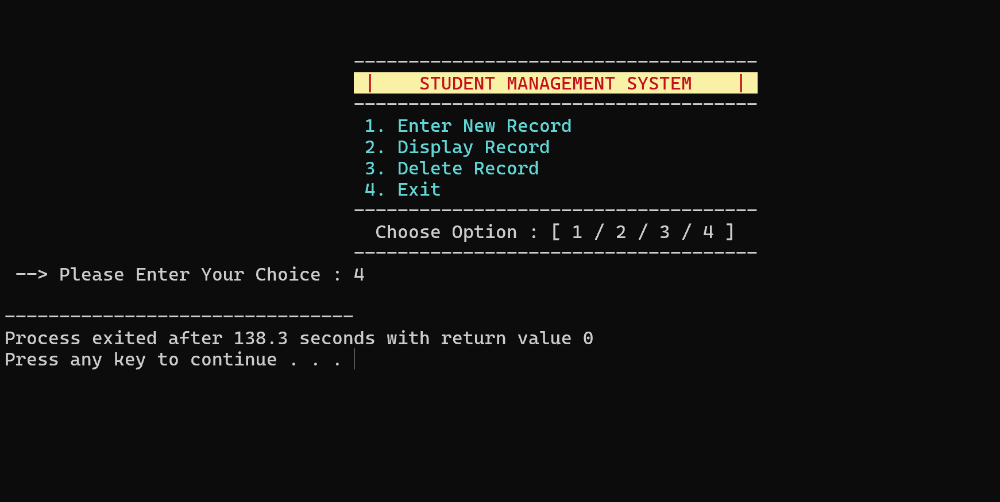 -------------------------------------
| STUDENT MANAGEMENT SYSTEM |
-------------------------------------
1. Enter New Record
2. Display Record
3. Delete Record
4. Exit
-------------------------------------
Choose Option : [ 1 / 2 / 3 / 4 ]
-------------------------------------
--> Please Enter Your Choice : 4
--------------------------------
Process exited after 138.3 seconds with return value 0
Press any key to continue . . .